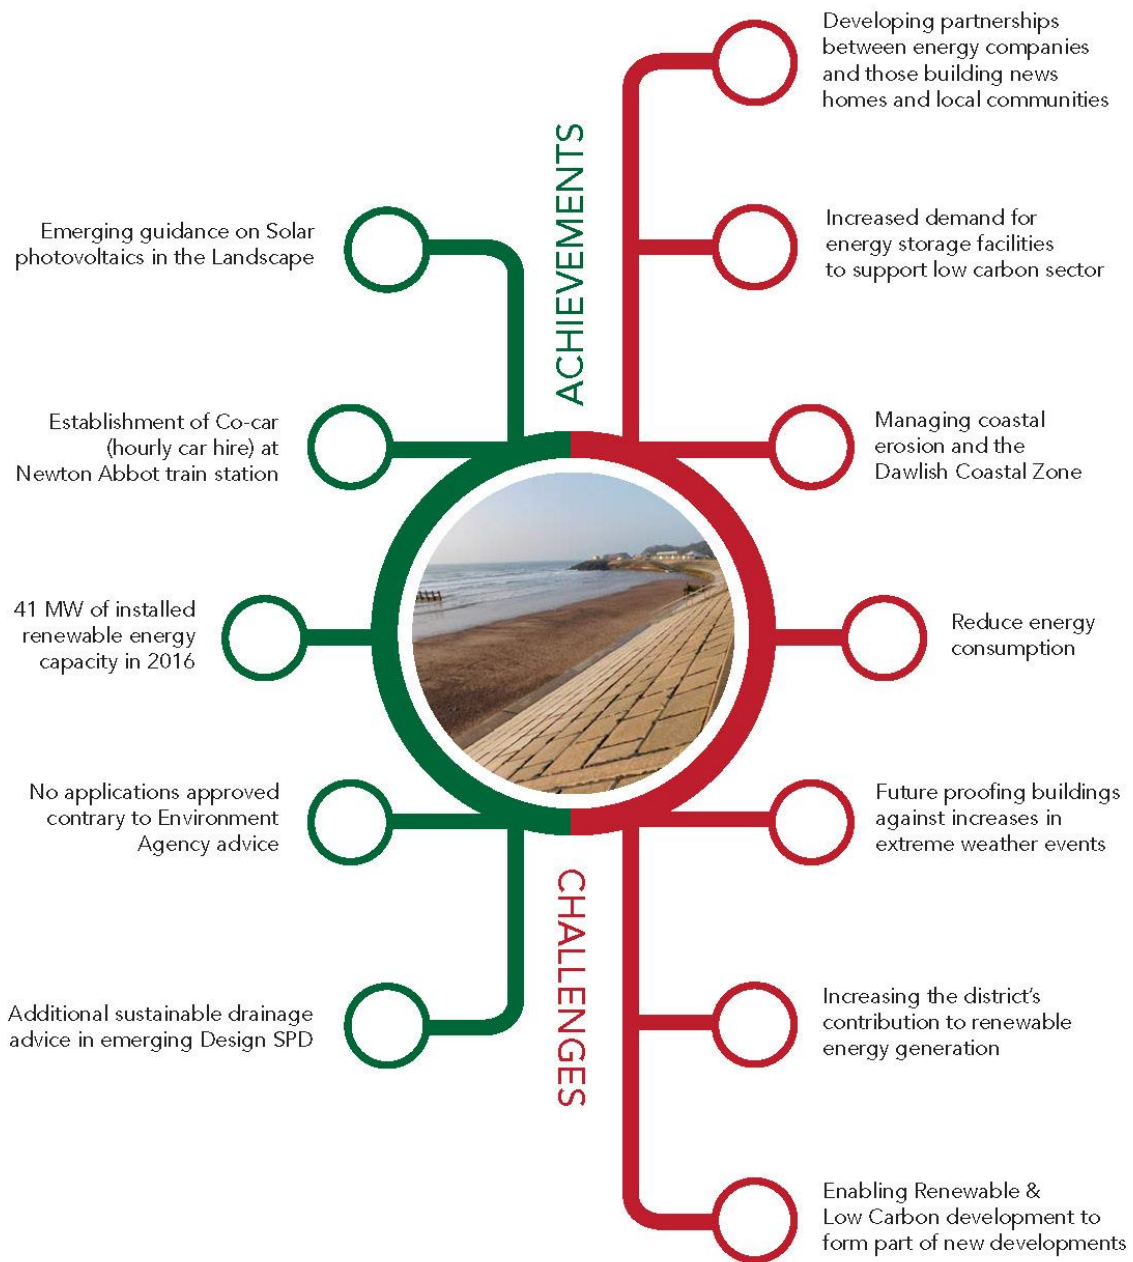 ACHIEVEMENTS
Emerging guidance on Solar
photovoltaics in the Landscape
Establishment of Co-car
(hourly car hire) at
Newton Abbot train station
41 MW of installed
renewable energy
capacity in 2016
No applications approved
contrary to Environment
Agency advice
Additional sustainable drainage
advice in emerging Design SPD
CHALLENGES
Developing partnerships
between energy companies
and those building news
homes and local communities
Increased demand for
energy storage facilities
to support low carbon sector
Managing coastal
erosion and the
Dawlish Coastal Zone
Reduce energy
consumption
Future proofing buildings
against increases in
extreme weather events
Increasing the district's
contribution to renewable
energy generation
Enabling Renewable &
Low Carbon development to
form part of new developments